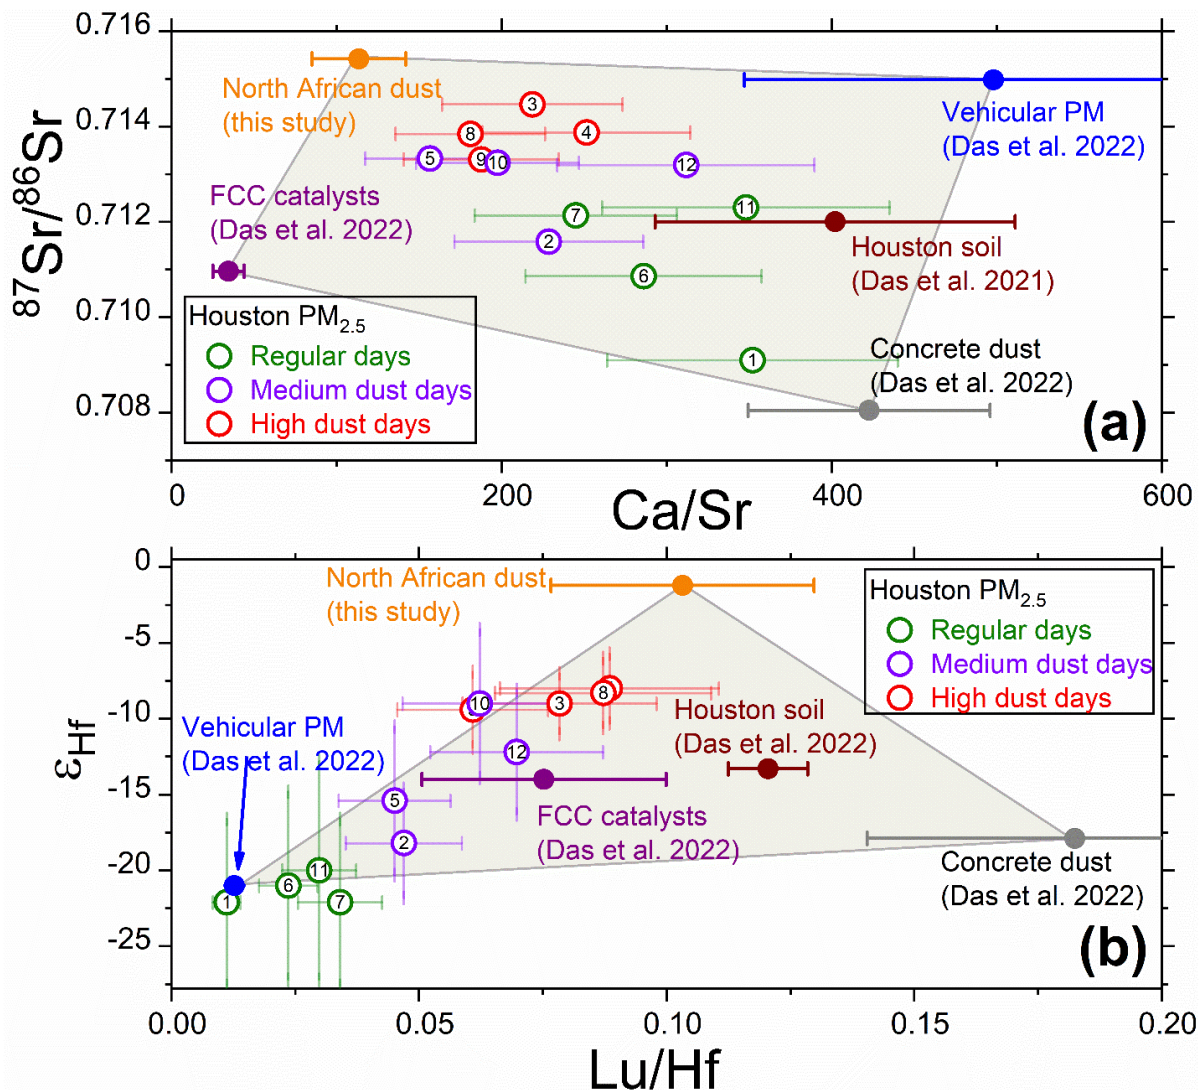 0.716
0.714
0.712
0.710
0.708
87Sr/86Sr
North African dust
(this study)
Vehicular PM
(Das et al. 2022)
FCC catalysts
(Das et al. 2022)
Houston soil
(Das et al. 2021)
Concrete dust
(Das et al. 2022)
3
8
4
5
9
10
12
7
11
2
6
1
Houston PM2.5
Regular days
Medium dust days
High dust days
(a)
0
200
400
600
Ca/Sr
0
-5
-10
-15
-20
-25
εHf
North African dust
(this study)
Houston PM2.5
Regular days
Medium dust days
High dust days
Vehicular PM
(Das et al. 2022)
Houston soil
(Das et al. 2022)
FCC catalysts
(Das et al. 2022)
Concrete dust
(Das et al. 2022)
10
3
8
12
5
2
11
6
1
7
(b)
0.00
0.05
0.10
0.15
0.20
Lu/Hf